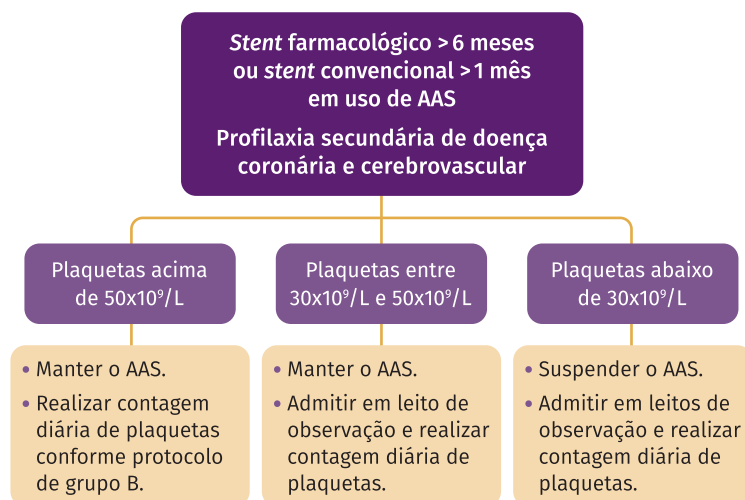 Stent farmacológico > 6 meses
ou stent convencional > 1 mês
em uso de AAS
Profilaxia secundária de doença
coronária e cerebrovascular
Plaquetas acima
de 50x10⁹/L
Plaquetas entre
30x10⁹/L e 50x10⁹/L
Plaquetas abaixo
de 30x10⁹/L
• Manter o AAS.
• Realizar contagem
diária de plaquetas
conforme protocolo
de grupo B.
• Manter o AAS.
• Admitir em leito de
observação e realizar
contagem diária de
plaquetas.
• Suspender o AAS.
• Admitir em leitos de
observação e realizar
contagem diária de
plaquetas.